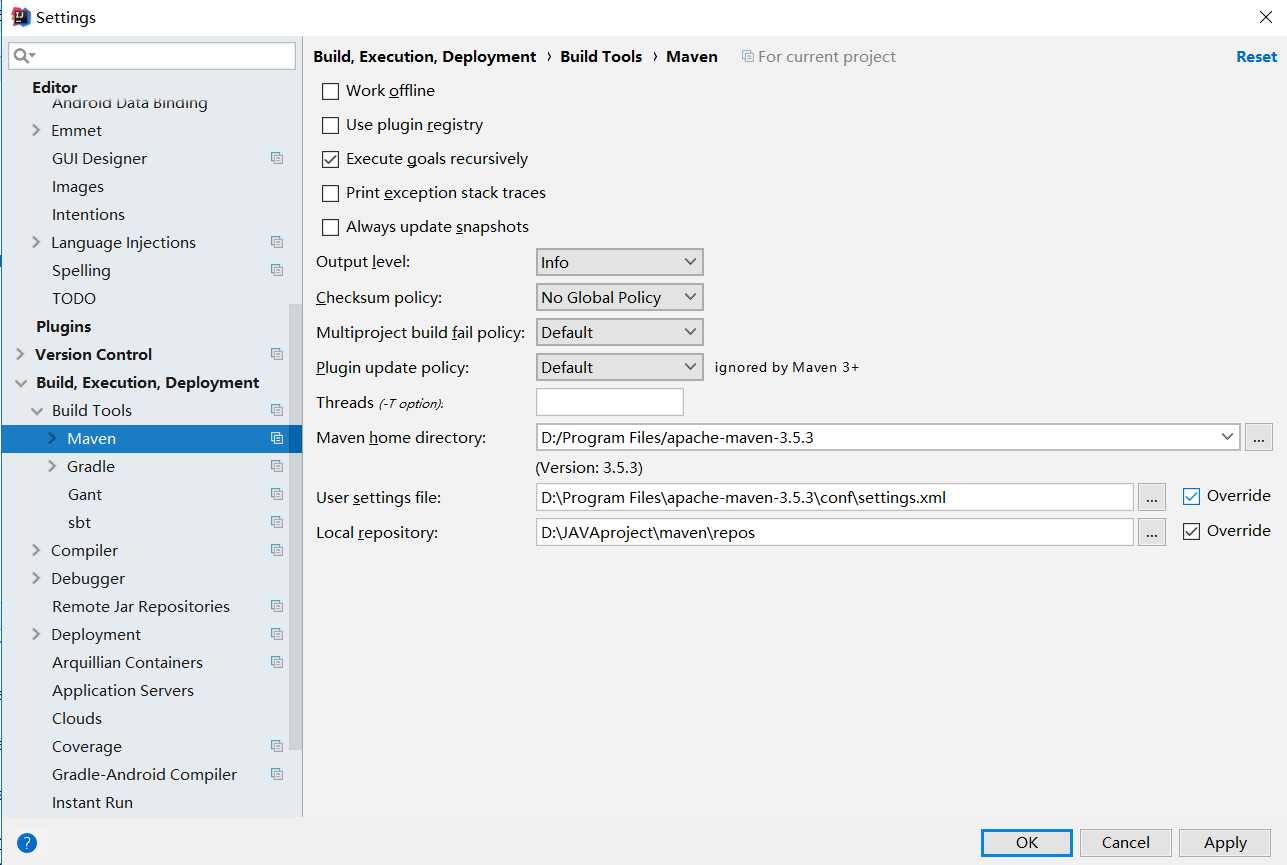 Settings
Editor
Android Data Binding
Emmet
GUI Designer
Images
Intentions
Language Injections
Spelling
TODO
Plugins
Version Control
Build, Execution, Deployment
Build Tools
Maven
Gradle
Gant
sbt
Compiler
Debugger
Remote Jar Repositories
Deployment
Arquillian Containers
Application Servers
Clouds
Coverage
Gradle-Android Compiler
Instant Run
?
Build, Execution, Deployment › Build Tools › Maven For current project Reset
Work offline
Use plugin registry
Execute goals recursively
Print exception stack traces
Always update snapshots
Output level: Info
Checksum policy: No Global Policy
Multiproject build fail policy: Default
Plugin update policy: Default ignored by Maven 3+
Threads (-T option):
Maven home directory: D:/Program Files/apache-maven-3.5.3 ...
(Version: 3.5.3)
User settings file: D:\Program Files\apache-maven-3.5.3\conf\settings.xml ... Override
Local repository: D:\JAVAproject\maven\repos ... Override
OK Cancel Apply